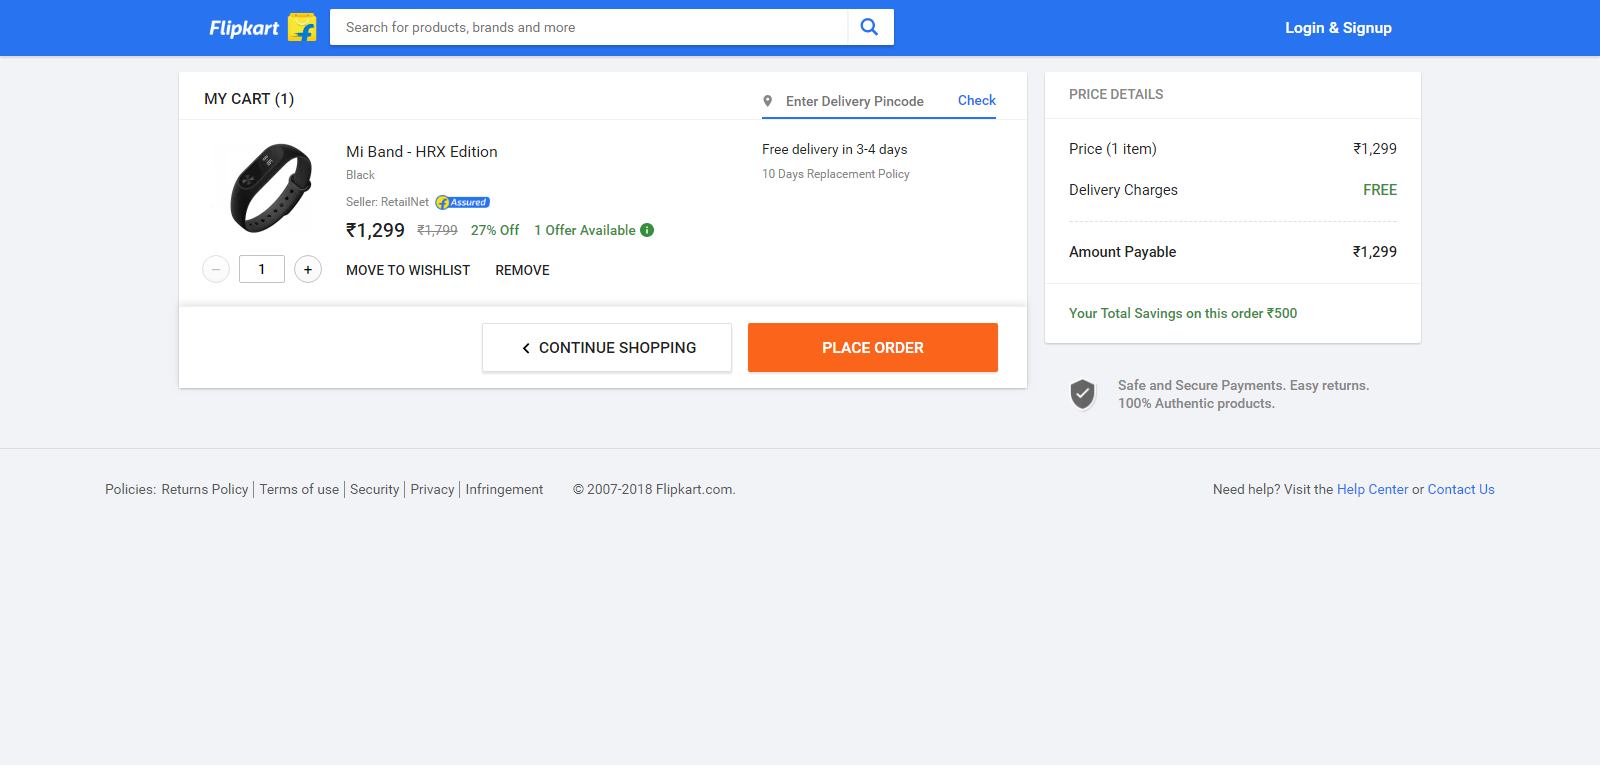 Flipkart
Search for products, brands and more
Login & Signup
MY CART (1)
Enter Delivery Pincode
Check
Mi Band - HRX Edition
Black
Seller: RetailNet
Assured
₹1,299 ₹1,799 27% Off 1 Offer Available
Free delivery in 3-4 days
10 Days Replacement Policy
− 1 +
MOVE TO WISHLIST
REMOVE
CONTINUE SHOPPING
PLACE ORDER
PRICE DETAILS
Price (1 item) ₹1,299
Delivery Charges FREE
Amount Payable ₹1,299
Your Total Savings on this order ₹500
Safe and Secure Payments. Easy returns.
100% Authentic products.
Policies: Returns Policy | Terms of use | Security | Privacy | Infringement © 2007-2018 Flipkart.com.
Need help? Visit the Help Center or Contact Us